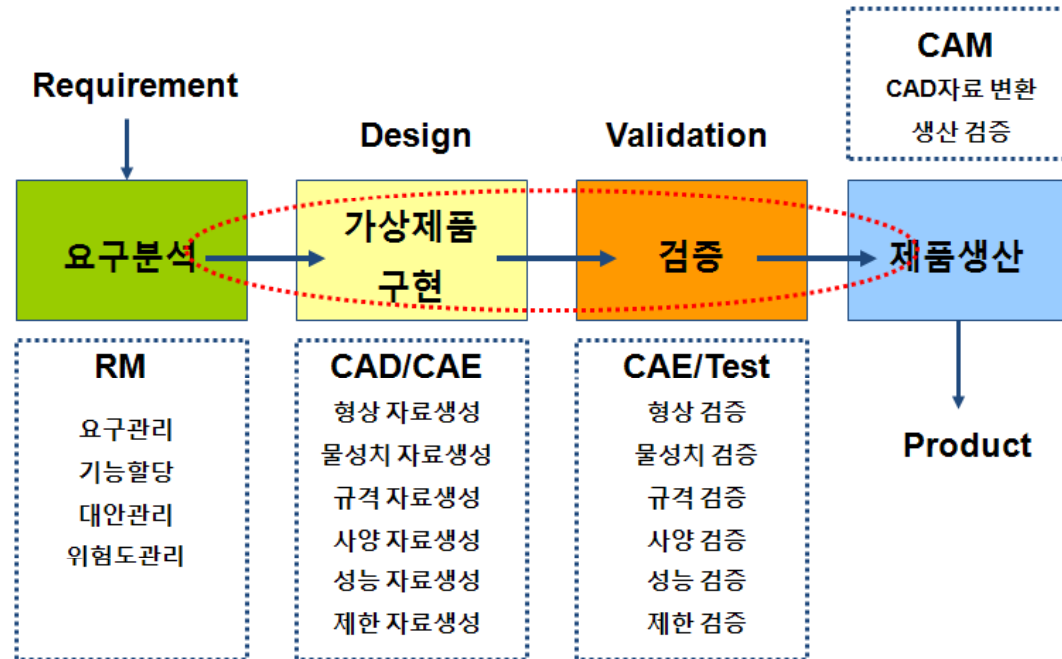 Requirement
Design
Validation
CAM
CAD자료 변환
생산 검증
요구분석
가상제품
구현
검증
제품생산
RM
요구관리
기능할당
대안관리
위험도관리
CAD/CAE
형상 자료생성
물성치 자료생성
규격 자료생성
사양 자료생성
성능 자료생성
제한 자료생성
CAE/Test
형상 검증
물성치 검증
규격 검증
사양 검증
성능 검증
제한 검증
Product